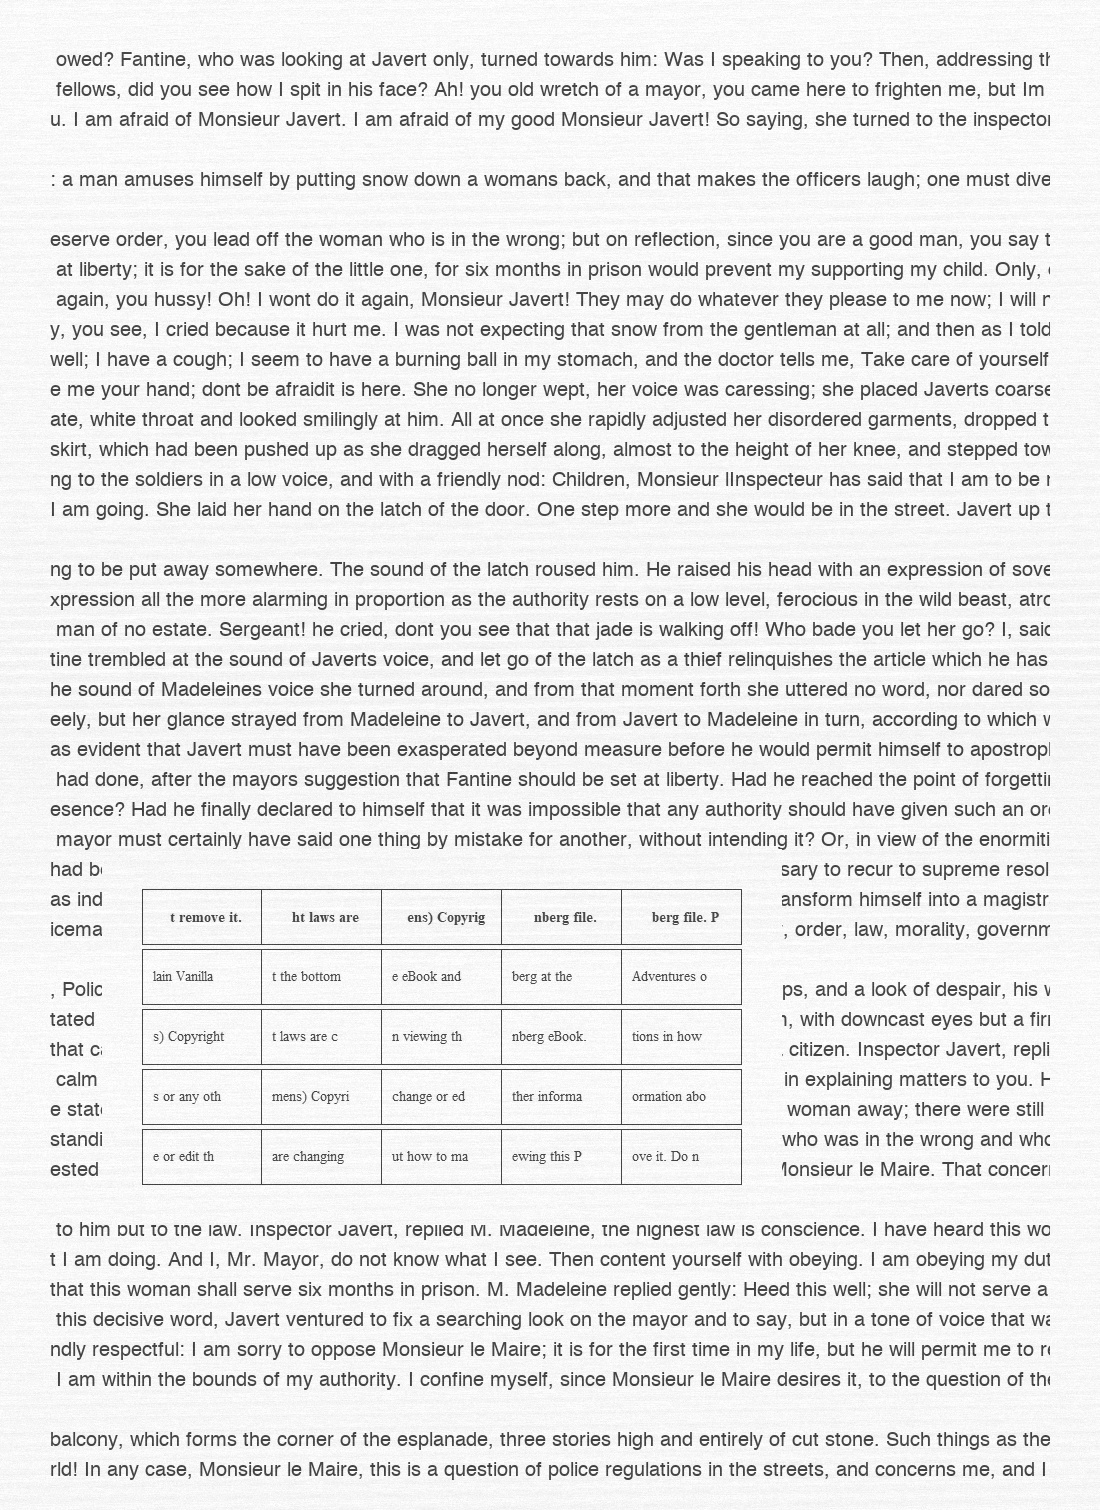 owed? Fantine, who was looking at Javert only, turned towards him: Was I speaking to you? Then, addressing th
fellows, did you see how I spit in his face? Ah! you old wretch of a mayor, you came here to frighten me, but Im
u. I am afraid of Monsieur Javert. I am afraid of my good Monsieur Javert! So saying, she turned to the inspector
: a man amuses himself by putting snow down a womans back, and that makes the officers laugh; one must dive
eserve order, you lead off the woman who is in the wrong; but on reflection, since you are a good man, you say t
at liberty; it is for the sake of the little one, for six months in prison would prevent my supporting my child. Only,
again, you hussy! Oh! I wont do it again, Monsieur Javert! They may do whatever they please to me now; I will n
y, you see, I cried because it hurt me. I was not expecting that snow from the gentleman at all; and then as I told
well; I have a cough; I seem to have a burning ball in my stomach, and the doctor tells me, Take care of yourself
e me your hand; dont be afraidit is here. She no longer wept, her voice was caressing; she placed Javerts coarse
ate, white throat and looked smilingly at him. All at once she rapidly adjusted her disordered garments, dropped t
skirt, which had been pushed up as she dragged herself along, almost to the height of her knee, and stepped tow
ng to the soldiers in a low voice, and with a friendly nod: Children, Monsieur lInspecteur has said that I am to be r
I am going. She laid her hand on the latch of the door. One step more and she would be in the street. Javert up t
ng to be put away somewhere. The sound of the latch roused him. He raised his head with an expression of sove
xpression all the more alarming in proportion as the authority rests on a low level, ferocious in the wild beast, atro
man of no estate. Sergeant! he cried, dont you see that that jade is walking off! Who bade you let her go? I, said
tine trembled at the sound of Javerts voice, and let go of the latch as a thief relinquishes the article which he has
he sound of Madeleines voice she turned around, and from that moment forth she uttered no word, nor dared so
eely, but her glance strayed from Madeleine to Javert, and from Javert to Madeleine in turn, according to which w
as evident that Javert must have been exasperated beyond measure before he would permit himself to apostroph
had done, after the mayors suggestion that Fantine should be set at liberty. Had he reached the point of forgettin
esence? Had he finally declared to himself that it was impossible that any authority should have given such an ord
mayor must certainly have said one thing by mistake for another, without intending it? Or, in view of the enormiti
had be sary to recur to supreme resol
as ind ansform himself into a magistr
icema , order, law, morality, governm
, Polic ps, and a look of despair, his w
tated , with downcast eyes but a firm
that ca citizen. Inspector Javert, repli
calm in explaining matters to you. H
e state woman away; there were still
standi who was in the wrong and who
ested Monsieur le Maire. That concern
t remove it. ht laws are ens) Copyrig nberg file. berg file. P
lain Vanilla t the bottom e eBook and berg at the Adventures o
s) Copyright t laws are c n viewing th nberg eBook. tions in how
s or any oth mens) Copyri change or ed ther informa ormation abo
e or edit th are changing ut how to ma ewing this P ove it. Do n
to him but to the law. Inspector Javert, replied M. Madeleine, the highest law is conscience. I have heard this wo
t I am doing. And I, Mr. Mayor, do not know what I see. Then content yourself with obeying. I am obeying my dut
that this woman shall serve six months in prison. M. Madeleine replied gently: Heed this well; she will not serve a
this decisive word, Javert ventured to fix a searching look on the mayor and to say, but in a tone of voice that wa
ndly respectful: I am sorry to oppose Monsieur le Maire; it is for the first time in my life, but he will permit me to re
I am within the bounds of my authority. I confine myself, since Monsieur le Maire desires it, to the question of the
balcony, which forms the corner of the esplanade, three stories high and entirely of cut stone. Such things as the
rld! In any case, Monsieur le Maire, this is a question of police regulations in the streets, and concerns me, and I